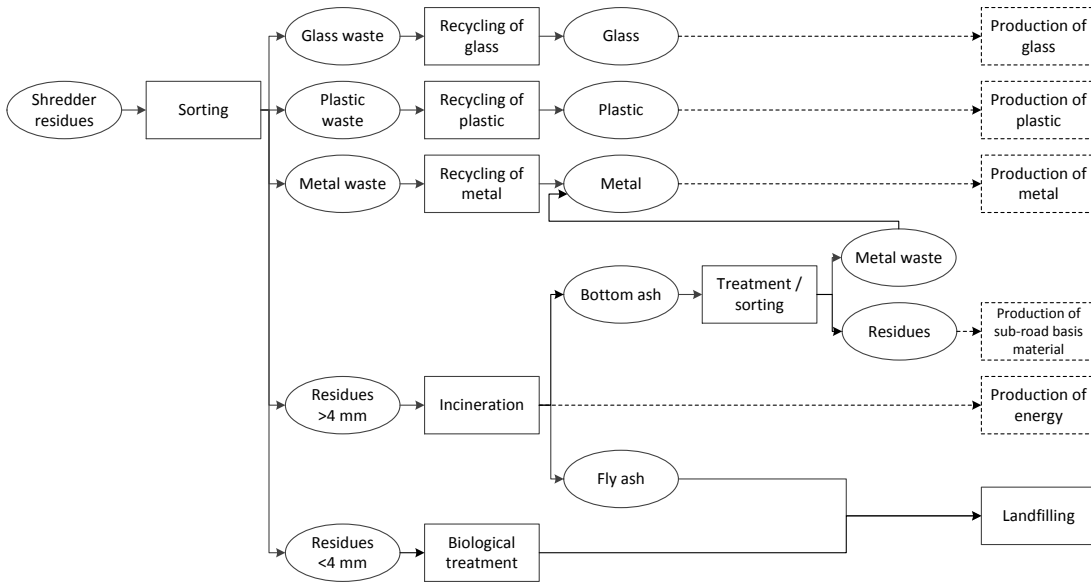 Glass waste
Recycling of
glass
Glass
Production of
glass
Shredder
residues
Sorting
Plastic
waste
Recycling of
plastic
Plastic
Production of
plastic
Metal waste
Recycling of
metal
Metal
Production of
metal
Metal waste
Bottom ash
Treatment /
sorting
Residues
Production of
sub-road basis
material
Residues
>4 mm
Incineration
Production of
energy
Fly ash
Landfilling
Residues
<4 mm
Biological
treatment